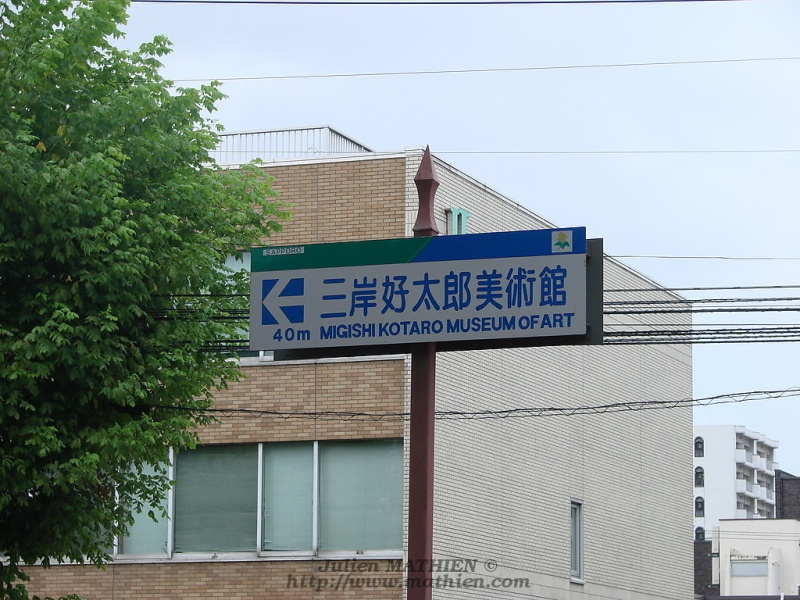 SAPPORO
三岸好太郎美術館
40m MIGISHI KOTARO MUSEUM OF ART
Julien MATHIEN ©
http://www.mathien.com